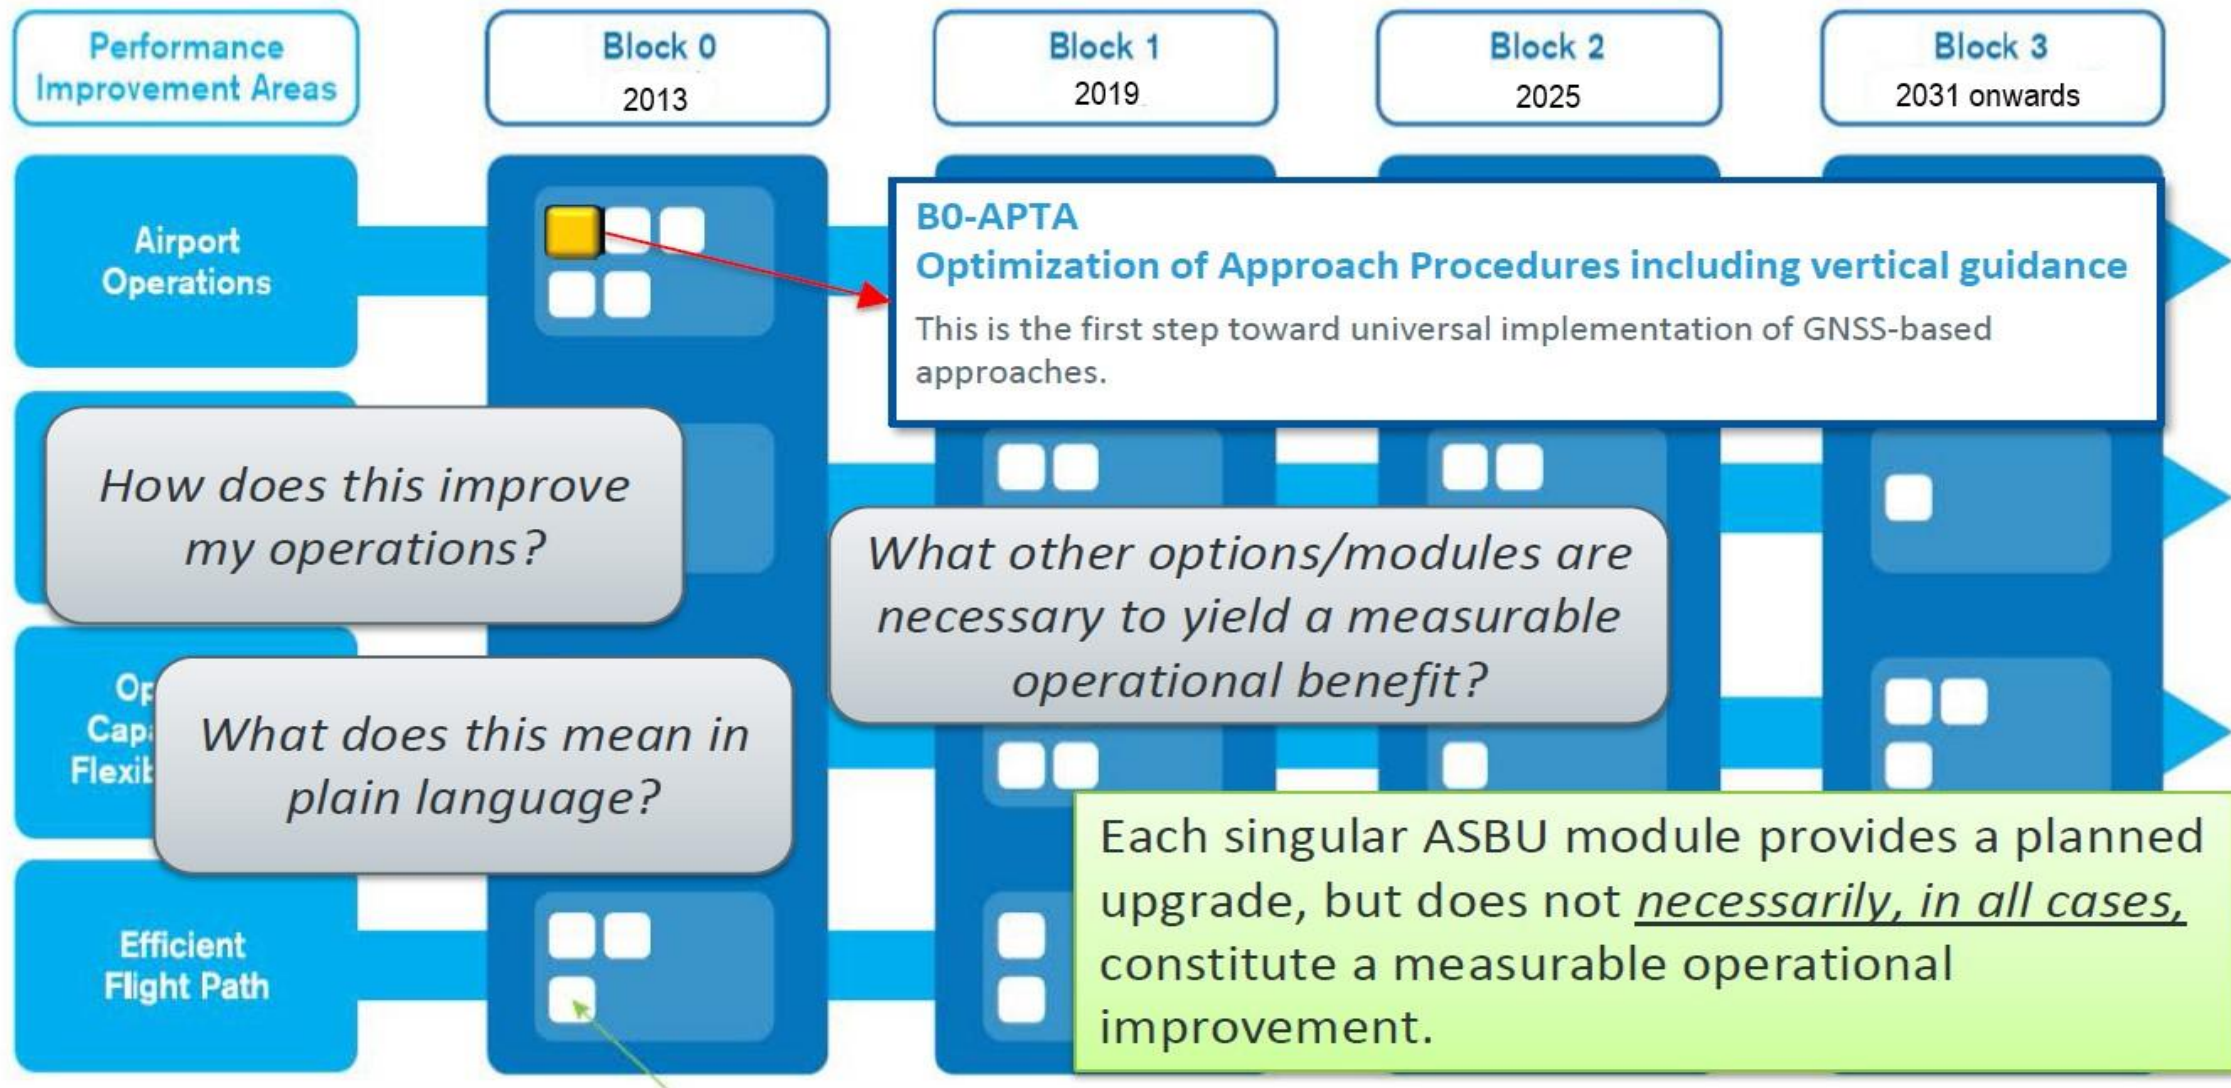 Performance
Improvement Areas
Block 0
2013
Block 1
2019
Block 2
2025
Block 3
2031 onwards
Airport
Operations
B0-APTA
Optimization of Approach Procedures including vertical guidance
This is the first step toward universal implementation of GNSS-based
approaches.
How does this improve
my operations?
What other options/modules are
necessary to yield a measurable
operational benefit?
What does this mean in
plain language?
Each singular ASBU module provides a planned
upgrade, but does not necessarily, in all cases,
constitute a measurable operational
improvement.
Efficient
Flight Path